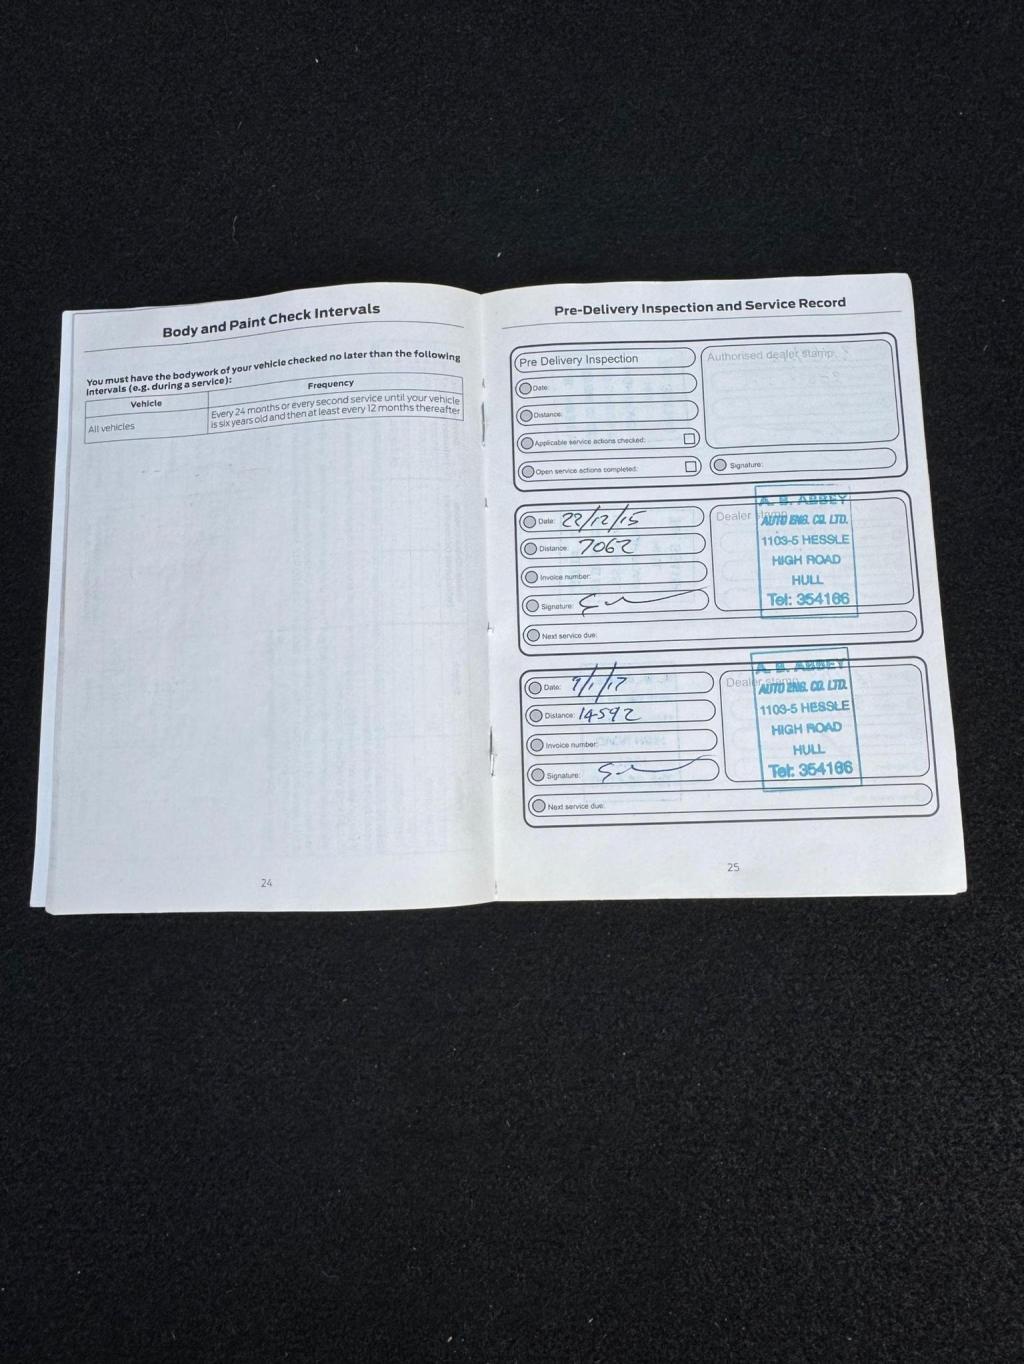 Body and Paint Check Intervals
You must have the bodywork of your vehicle checked no later than the following
intervals (e.g. during a service):
Vehicle
Frequency
All vehicles
Every 24 months or every second service until your vehicle
is six years old and then at least every 12 months thereafter
24
Pre-Delivery Inspection and Service Record
Pre Delivery Inspection
Authorised dealer stamp
Date:
Distance:
Applicable service actions checked:
Open service actions completed:
Signature:
Date: 22/12/15
Distance: 7062
Invoice number:
Signature:
Next service due:
Dealer stamp
A. B. ABBEY
AUTO ENG. CO. LTD.
1103-5 HESSLE
HIGH ROAD
HULL
Tel: 354166
Date: 9/1/17
Distance: 14592
Invoice number:
Signature:
Next service due:
Dealer stamp
A. B. ABBEY
AUTO ENG. CO. LTD.
1103-5 HESSLE
HIGH ROAD
HULL
Tel: 354166
25